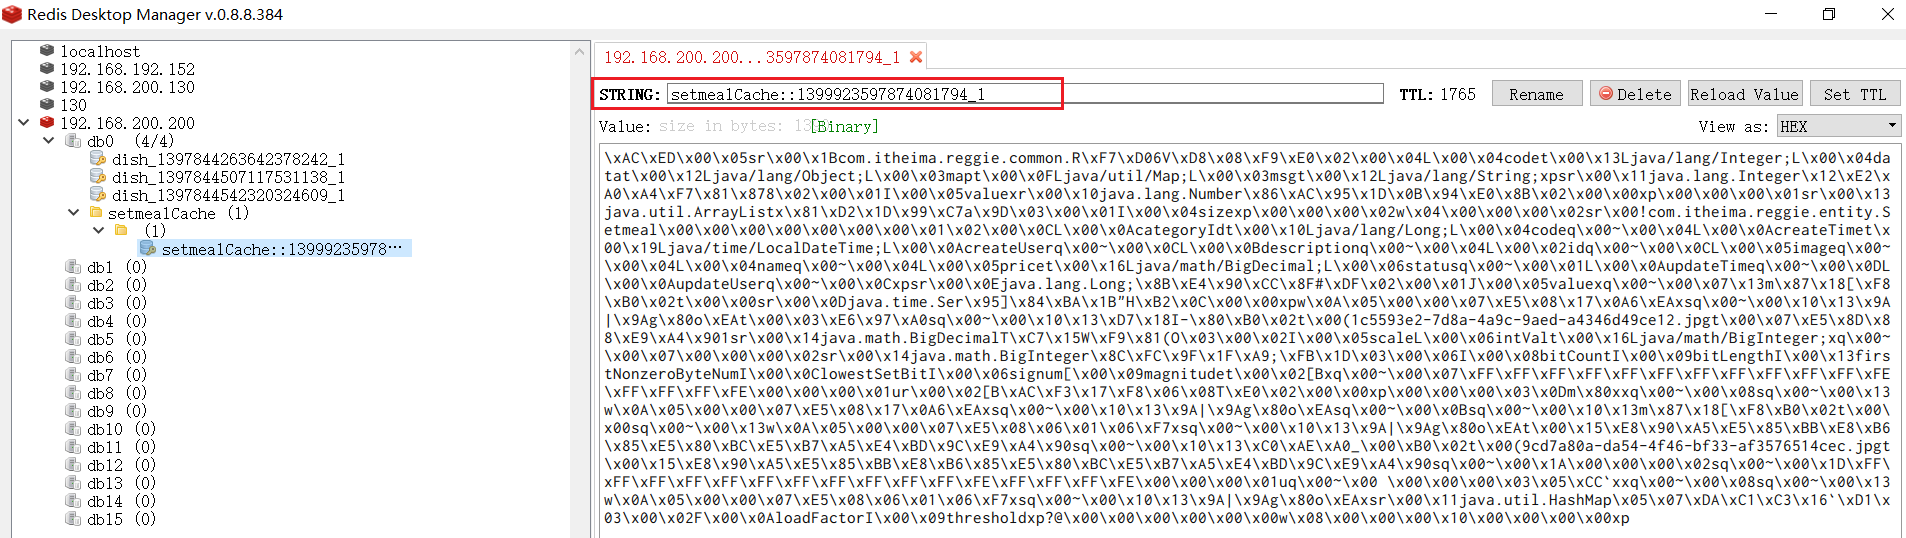 Redis Desktop Manager v.0.8.8.384
localhost
192.168.192.152
192.168.200.130
130
192.168.200.200
db0 (4/4)
dish_1397844263642378242_1
dish_1397844507117531138_1
dish_1397844542320324609_1
setmealCache (1)
(1)
setmealCache::13999235978···
db1 (0)
db2 (0)
db3 (0)
db4 (0)
db5 (0)
db6 (0)
db7 (0)
db8 (0)
db9 (0)
db10 (0)
db11 (0)
db12 (0)
db13 (0)
db14 (0)
db15 (0)
192.168.200.200...3597874081794_1
STRING: setmealCache::1399923597874081794_1 TTL: 1765 Rename Delete Reload Value Set TTL
Value: size in bytes: [Binary] View as: HEX
\xAC\xED\x00\x05sr\x00\x1Bcom.itheima.reggie.common.R\xF7\xD06V\xD8\x08\xF9\xE0\x02\x00\x04L\x00\x04codet\x00\x13Ljava/lang/Integer;L\x00\x04da
tat\x00\x12Ljava/lang/Object;L\x00\x03mapt\x00\x0FLjava/util/Map;L\x00\x03msgt\x00\x12Ljava/lang/String;xpsr\x00\x11java.lang.Integer\x12\xE2\x
A0\xA4\xF7\x81\x878\x02\x00\x01I\x00\x05valuexr\x00\x10java.lang.Number\x86\xAC\x95\x1D\x0B\x94\xE0\x8B\x02\x00\x00xp\x00\x00\x00\x01sr\x00\x13
java.util.ArrayListx\x81\xD2\x1D\x99\xC7a\x9D\x03\x00\x01I\x00\x04sizexp\x00\x00\x00\x02w\x04\x00\x00\x00\x02sr\x00!com.itheima.reggie.entity.S
etmeal\x00\x00\x00\x00\x00\x00\x00\x01\x02\x00\x0CL\x00\x0AcategoryIdt\x00\x10Ljava/lang/Long;L\x00\x04codeq\x00~\x00\x04L\x00\x0AcreateTimet\x
00\x19Ljava/time/LocalDateTime;L\x00\x0AcreateUserq\x00~\x00\x0CL\x00\x0Bdescriptionq\x00~\x00\x04L\x00\x02idq\x00~\x00\x0CL\x00\x05imageq\x00~
\x00\x04L\x00\x04nameq\x00~\x00\x04L\x00\x05pricet\x00\x16Ljava/math/BigDecimal;L\x00\x06statusq\x00~\x00\x01L\x00\x0AupdateTimeq\x00~\x00\x0DL
\x00\x0AupdateUserq\x00~\x00\x0Cxpsr\x00\x0Ejava.lang.Long;\x8B\xE4\x90\xCC\x8F#\xDF\x02\x00\x01J\x00\x05valuexq\x00~\x00\x07\x13m\x87\x18[\xF8
\xB0\x02t\x00\x00sr\x00\x0Djava.time.Ser\x95]\x84\xBA\x1B"H\xB2\x0C\x00\x00xpw\x0A\x05\x00\x00\x07\xE5\x08\x17\x0A6\xEAxsq\x00~\x00\x10\x13\x9A
|\x9Ag\x80o\xEAt\x00\x03\xE6\x97\xA0sq\x00~\x00\x10\x13\xD7\x18I-\x80\xB0\x02t\x00(1c5593e2-7d8a-4a9c-9aed-a4346d49ce12.jpgt\x00\x07\xE5\x8D\x8
8\xE9\xA4\x901sr\x00\x14java.math.BigDecimalT\xC7\x15W\xF9\x81(O\x03\x00\x02I\x00\x05scaleL\x00\x06intValt\x00\x16Ljava/math/BigInteger;xq\x00~
\x00\x07\x00\x00\x00\x02sr\x00\x14java.math.BigInteger\x8C\xFC\x9F\x1F\xA9;\xFB\x1D\x03\x00\x06I\x00\x08bitCountI\x00\x09bitLengthI\x00\x13firs
tNonzeroByteNumI\x00\x0ClowestSetBitI\x00\x06signum[\x00\x09magnitudet\x00\x02[Bxq\x00~\x00\x07\xFF\xFF\xFF\xFF\xFF\xFF\xFF\xFF\xFF\xFF\xFF\xFE
\xFF\xFF\xFF\xFE\x00\x00\x00\x01ur\x00\x02[B\xAC\xF3\x17\xF8\x06\x08T\xE0\x02\x00\x00xp\x00\x00\x00\x03\x0Dm\x80xxq\x00~\x00\x08sq\x00~\x00\x13
w\x0A\x05\x00\x00\x07\xE5\x08\x17\x0A6\xEAxsq\x00~\x00\x10\x13\x9A|\x9Ag\x80o\xEAsq\x00~\x00\x0Bsq\x00~\x00\x10\x13m\x87\x18[\xF8\xB0\x02t\x00\
x00sq\x00~\x00\x13w\x0A\x05\x00\x00\x07\xE5\x08\x06\x01\x06\xF7xsq\x00~\x00\x10\x13\x9A|\x9Ag\x80o\xEAt\x00\x15\xE8\x90\xA5\xE5\x85\xBB\xE8\xB6
\x85\xE5\x80\xBC\xE5\xB7\xA5\xE4\xBD\x9C\xE9\xA4\x90sq\x00~\x00\x10\x13\xC0\xAE\xA0_\x00\xB0\x02t\x00(9cd7a80a-da54-4f46-bf33-af3576514cec.jpgt
\x00\x15\xE8\x90\xA5\xE5\x85\xBB\xE8\xB6\x85\xE5\x80\xBC\xE5\xB7\xA5\xE4\xBD\x9C\xE9\xA4\x90sq\x00~\x00\x1A\x00\x00\x00\x02sq\x00~\x00\x1D\xFF\
xFF\xFF\xFF\xFF\xFF\xFF\xFF\xFF\xFF\xFF\xFE\xFF\xFF\xFF\xFE\x00\x00\x00\x01uq\x00~\x00 \x00\x00\x00\x03\x05\xCC`xxq\x00~\x00\x08sq\x00~\x00\x13
w\x0A\x05\x00\x00\x07\xE5\x08\x06\x01\x06\xF7xsq\x00~\x00\x10\x13\x9A|\x9Ag\x80o\xEAxsr\x00\x11java.util.HashMap\x05\x07\xDA\xC1\xC3\x16`\xD1\x
03\x00\x02F\x00\x0AloadFactorI\x00\x09thresholdxp?@\x00\x00\x00\x00\x00\x00w\x08\x00\x00\x00\x10\x00\x00\x00\x00xp